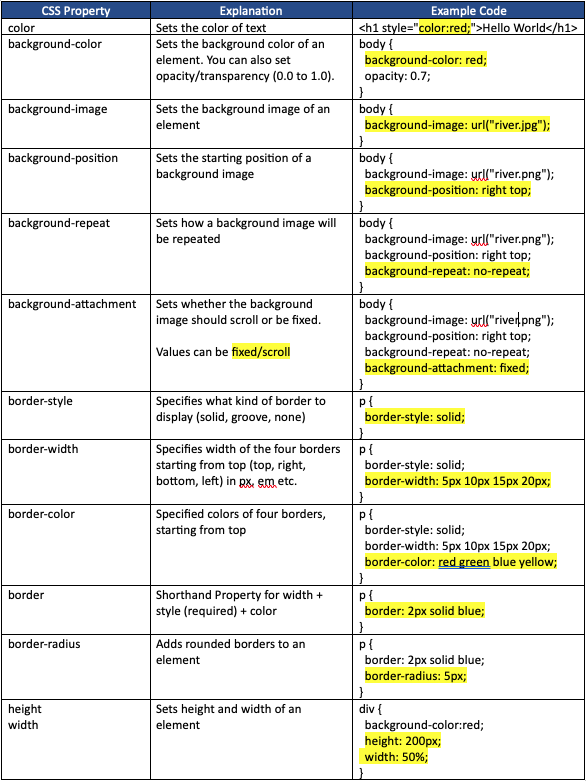 CSS Property Explanation Example Code
color Sets the color of text <h1 style="color:red;">Hello World</h1>
background-color Sets the background color of an body {
element. You can also set background-color: red;
opacity/transparency (0.0 to 1.0). opacity: 0.7;
}
background-image Sets the background image of an body {
element background-image: url("river.jpg");
}
background-position Sets the starting position of a body {
background image background-image: url("river.png");
background-position: right top;
}
background-repeat Sets how a background image will body {
be repeated background-image: url("river.png");
background-position: right top;
background-repeat: no-repeat;
}
background-attachment Sets whether the background body {
image should scroll or be fixed. background-image: url("river.png");
background-position: right top;
Values can be fixed/scroll background-repeat: no-repeat;
background-attachment: fixed;
}
border-style Specifies what kind of border to p {
display (solid, groove, none) border-style: solid;
}
border-width Specifies width of the four borders p {
starting from top (top, right, border-style: solid;
bottom, left) in px, em etc. border-width: 5px 10px 15px 20px;
}
border-color Specified colors of four borders, p {
starting from top border-style: solid;
border-width: 5px 10px 15px 20px;
border-color: red green blue yellow;
}
border Shorthand Property for width + p {
style (required) + color border: 2px solid blue;
}
border-radius Adds rounded borders to an p {
element border: 2px solid blue;
border-radius: 5px;
}
height Sets height and width of an div {
width element background-color:red;
height: 200px;
width: 50%;
}